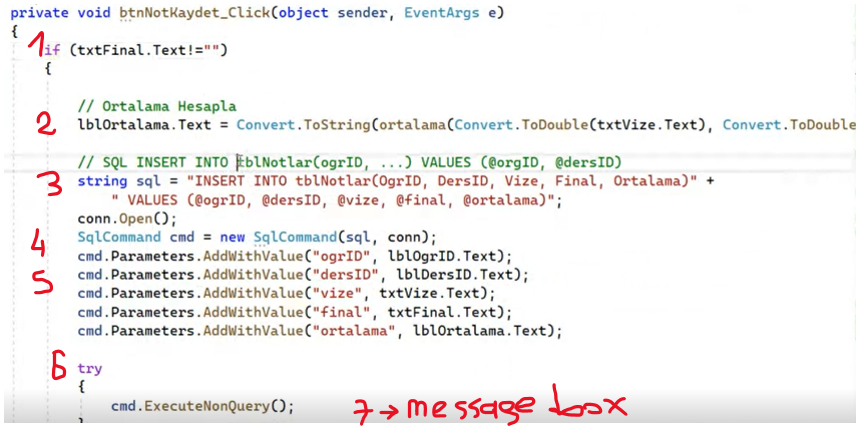 private void btnNotKaydet_Click(object sender, EventArgs e)
{
1 if (txtFinal.Text!="")
{
// Ortalama Hesapla
2 lblOrtalama.Text = Convert.ToString(ortalama(Convert.ToDouble(txtVize.Text), Convert.ToDouble
// SQL INSERT INTO tblNotlar(ogrID, ...) VALUES (@orgID, @dersID)
3 string sql = "INSERT INTO tblNotlar(OgrID, DersID, Vize, Final, Ortalama)" +
" VALUES (@ogrID, @dersID, @vize, @final, @ortalama)";
conn.Open();
4 SqlCommand cmd = new SqlCommand(sql, conn);
cmd.Parameters.AddWithValue("ogrID", lblOgrID.Text);
5 cmd.Parameters.AddWithValue("dersID", lblDersID.Text);
cmd.Parameters.AddWithValue("vize", txtVize.Text);
cmd.Parameters.AddWithValue("final", txtFinal.Text);
cmd.Parameters.AddWithValue("ortalama", lblOrtalama.Text);
6 try
{
cmd.ExecuteNonQuery();
7 → message box